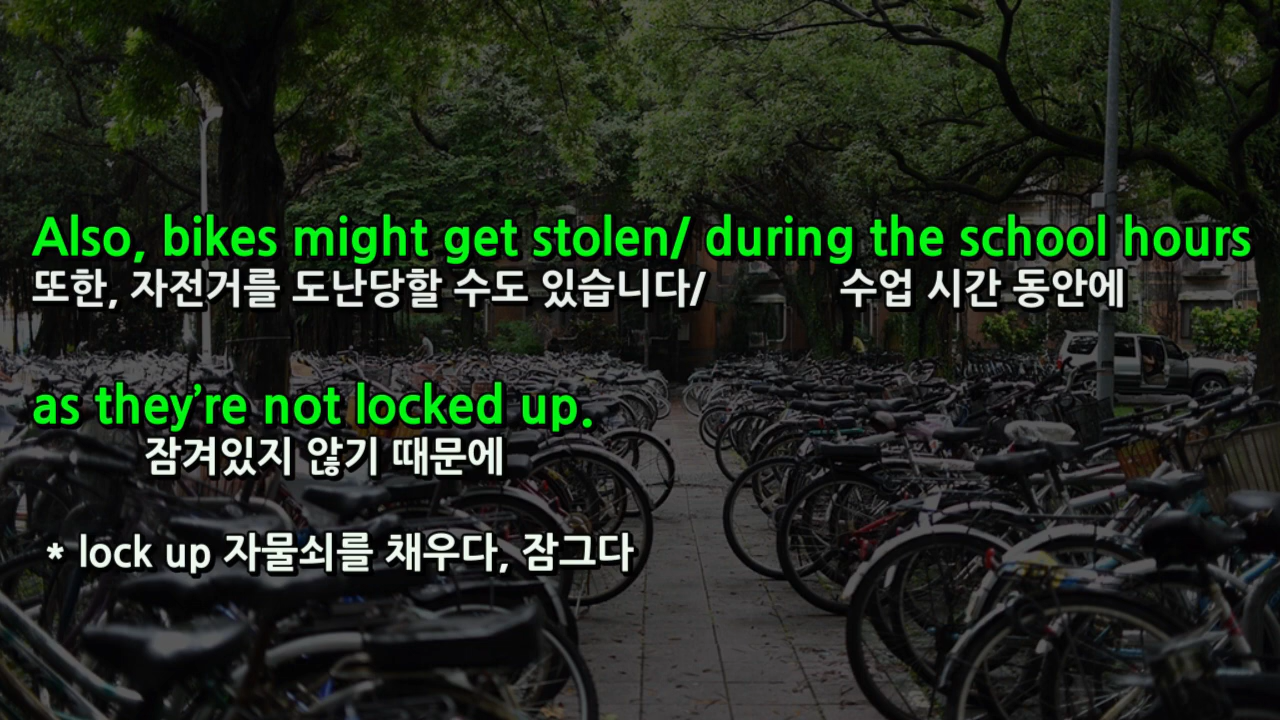 Also, bikes might get stolen/ during the school hours
또한, 자전거를 도난당할 수도 있습니다/ 수업 시간 동안에
as they’re not locked up.
잠겨있지 않기 때문에
* lock up 자물쇠를 채우다, 잠그다